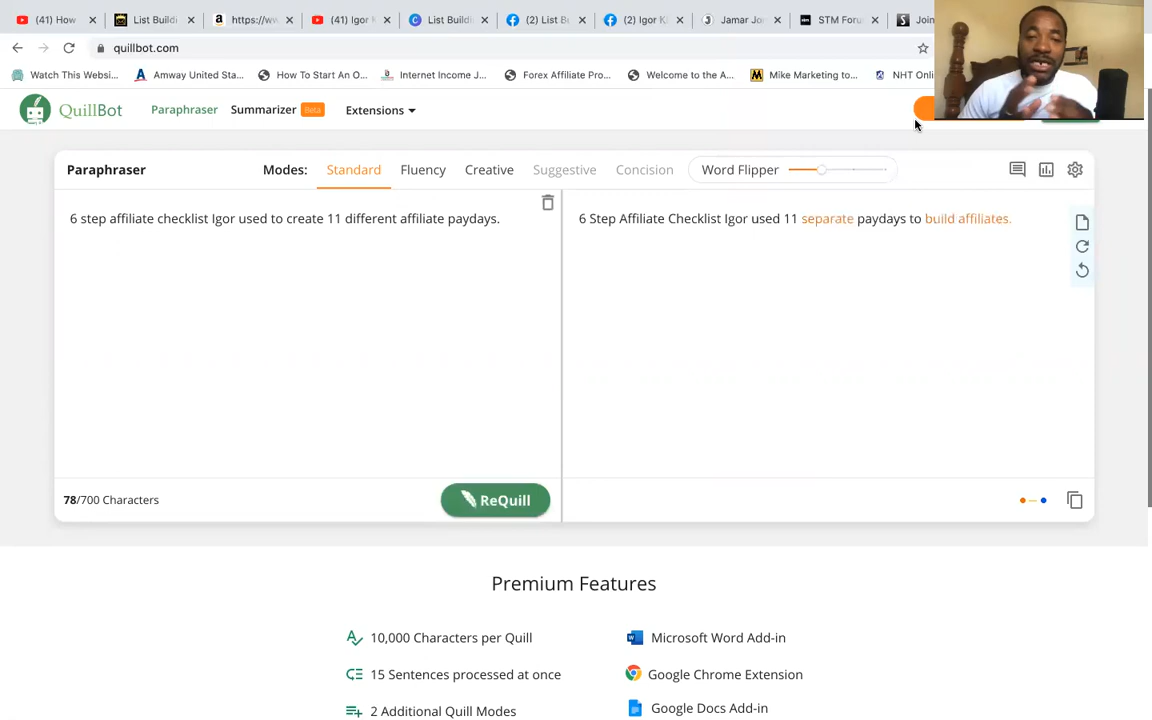 (41) How
List Buildi
https://ww
(41) Igor K
List Buildin
(2) List Bu
(2) Igor Ki
Jamar Jon
STM Foru
Join
quillbot.com
Watch This Websi...
Amway United Sta...
How To Start An O...
Internet Income J...
Forex Affiliate Pro...
Welcome to the A...
Mike Marketing to...
NHT Onli
QuillBot
Paraphraser
Summarizer
Beta
Extensions
Paraphraser
Modes:
Standard
Fluency
Creative
Suggestive
Concision
Word Flipper
6 step affiliate checklist Igor used to create 11 different affiliate paydays.
6 Step Affiliate Checklist Igor used 11 separate paydays to build affiliates.
78/700 Characters
ReQuill
Premium Features
10,000 Characters per Quill
Microsoft Word Add-in
15 Sentences processed at once
Google Chrome Extension
2 Additional Quill Modes
Google Docs Add-in